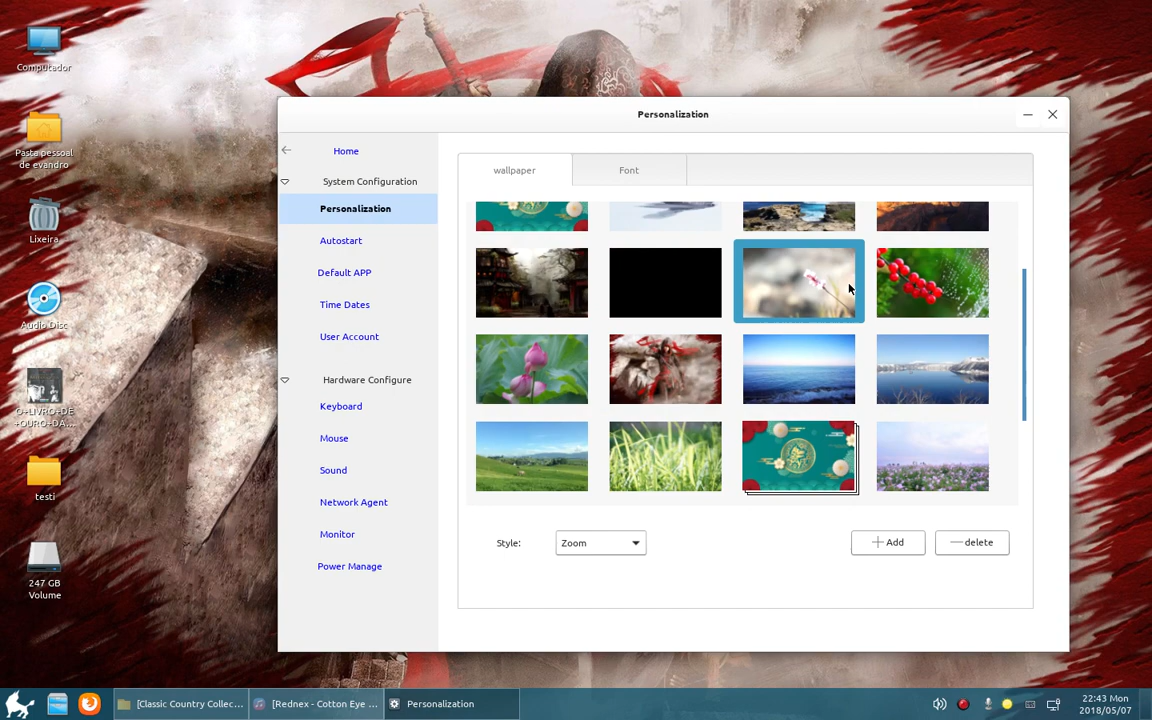 Computador
Pasta pessoal
de evandro
Lixeira
Audio Disc
O+LIVRO+DE
+OURO+DA...
testi
247 GB
Volume
Personalization
Home
System Configuration
Personalization
Autostart
Default APP
Time Dates
User Account
Hardware Configure
Keyboard
Mouse
Sound
Network Agent
Monitor
Power Manage
wallpaper
Font
Style:
Zoom
Add
delete
[Classic Country Collec...
[Rednex - Cotton Eye ...
Personalization
22:43 Mon
2018/05/07